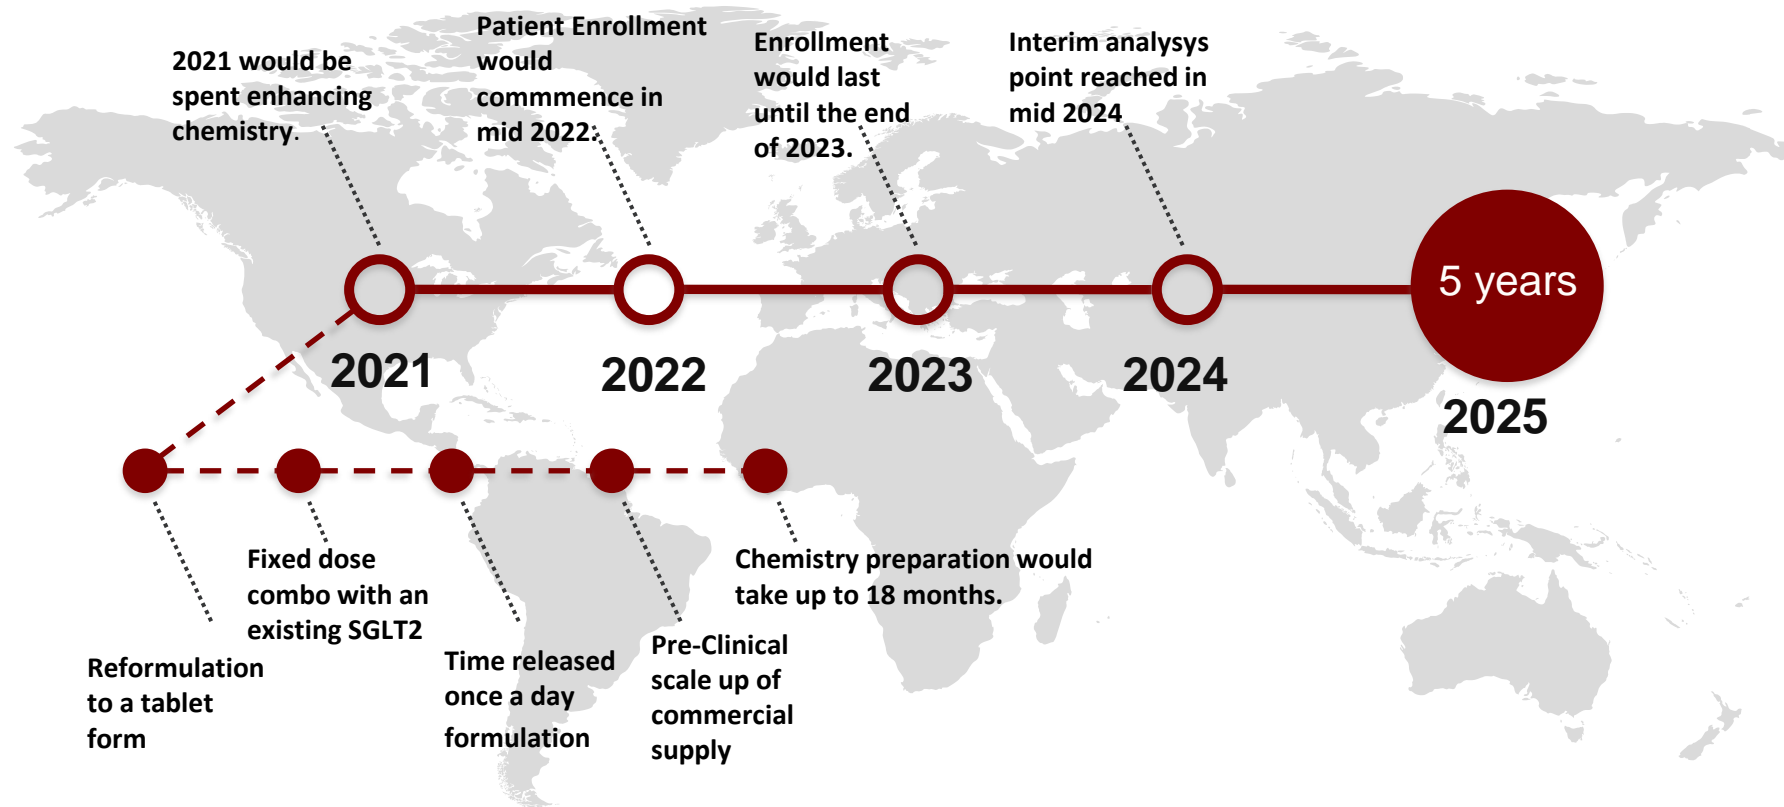 2021 would be
spent enhancing
chemistry.
Patient Enrollment
would
commmence in
mid 2022.
Enrollment
would last
until the end
of 2023.
Interim analysys
point reached in
mid 2024
5 years
2021
2022
2023
2024
2025
Reformulation
to a tablet
form
Fixed dose
combo with an
existing SGLT2
Time released
once a day
formulation
Pre-Clinical
scale up of
commercial
supply
Chemistry preparation would
take up to 18 months.